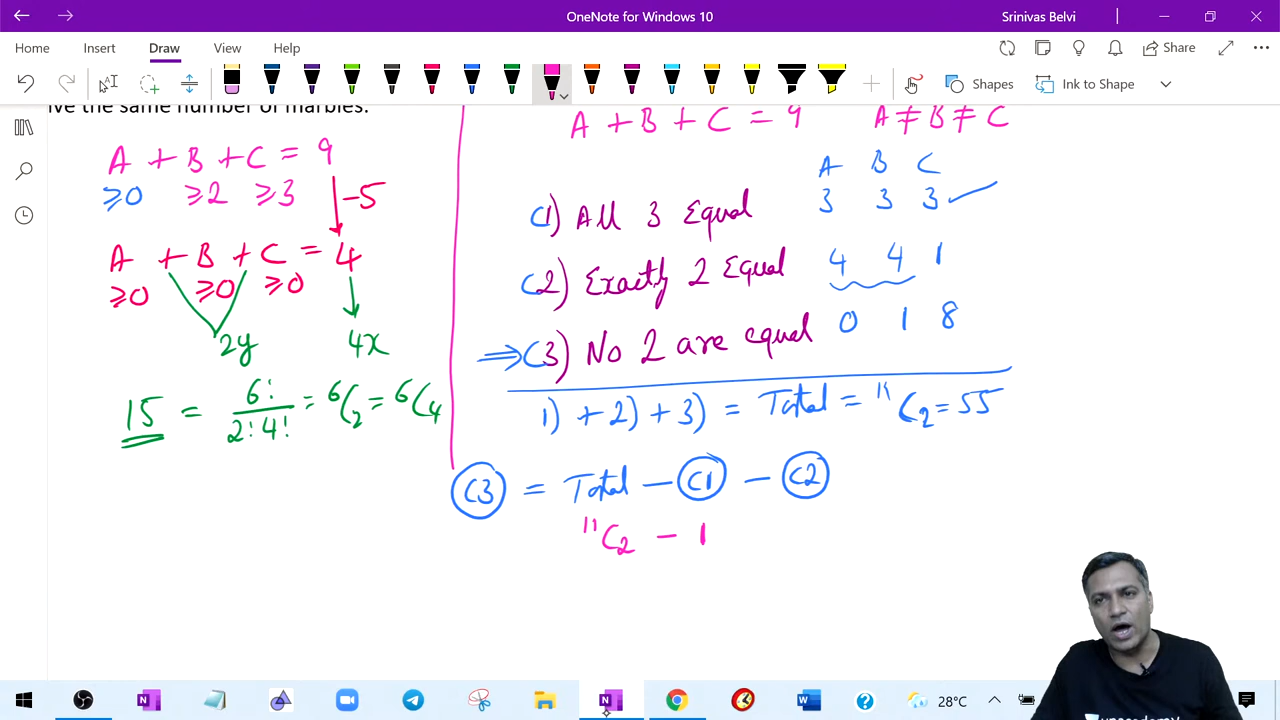 OneNote for Windows 10
Srinivas Belvi
Home Insert Draw View Help
Share
Shapes
Ink to Shape
ive the same number of marbles.
A + B + C = 9
≥0 ≥2 ≥3 -5
A + B + C = 4
≥0 ≥0 ≥0
2y 4x
15 = 6!/2!4! = ⁶C₂ = ⁶C₄
A + B + C = 9 A ≠ B ≠ C
A B C
3 3 3
C1) All 3 Equal
C2) Exactly 2 Equal 4 4 1
C3) No 2 are equal 0 1 8
1) + 2) + 3) = Total = ¹¹C₂ = 55
C3 = Total - C1 - C2
¹¹C₂ - 1
28°C